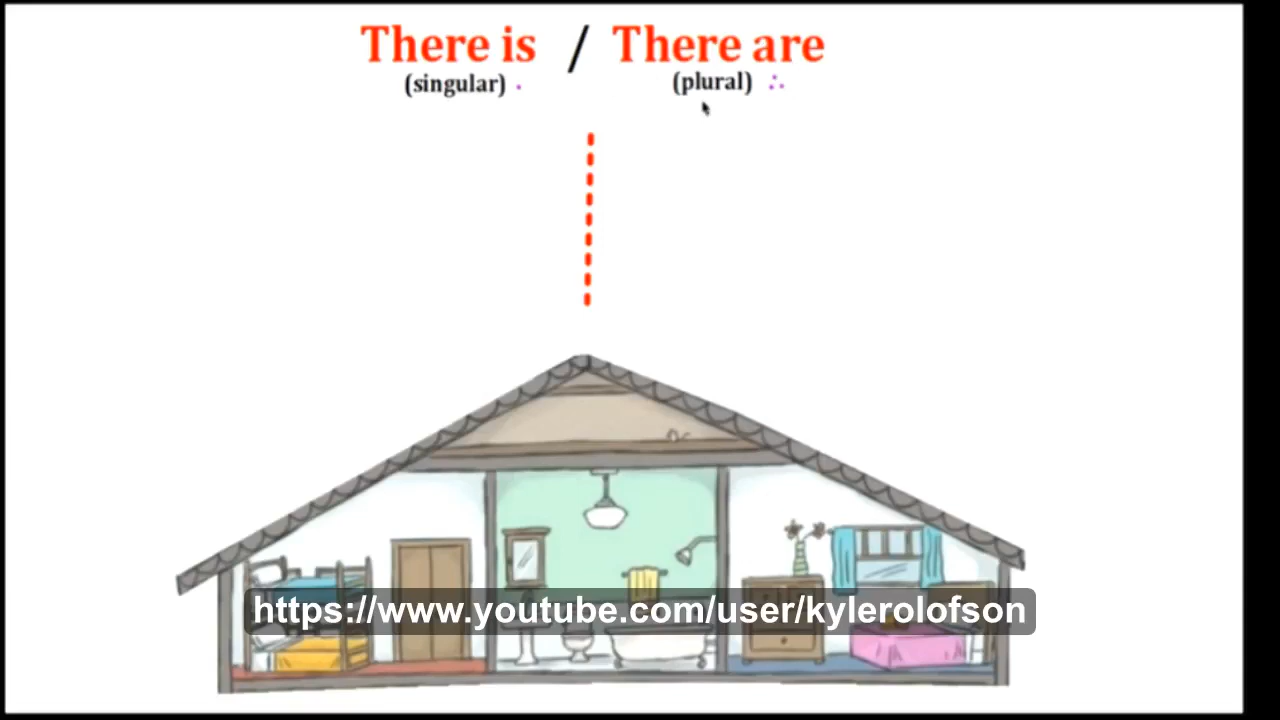 There is / There are
(singular) (plural)
https://www.youtube.com/user/kylerolofson